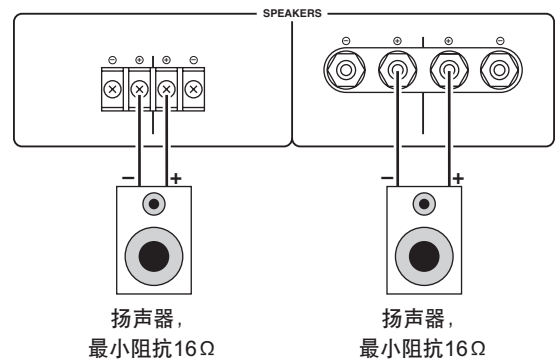 SPEAKERS
⊖ ⊕ ⊕ ⊖ ⊖ ⊕ ⊕ ⊖
− + − +
扬声器， 扬声器，
最小阻抗16Ω 最小阻抗16Ω